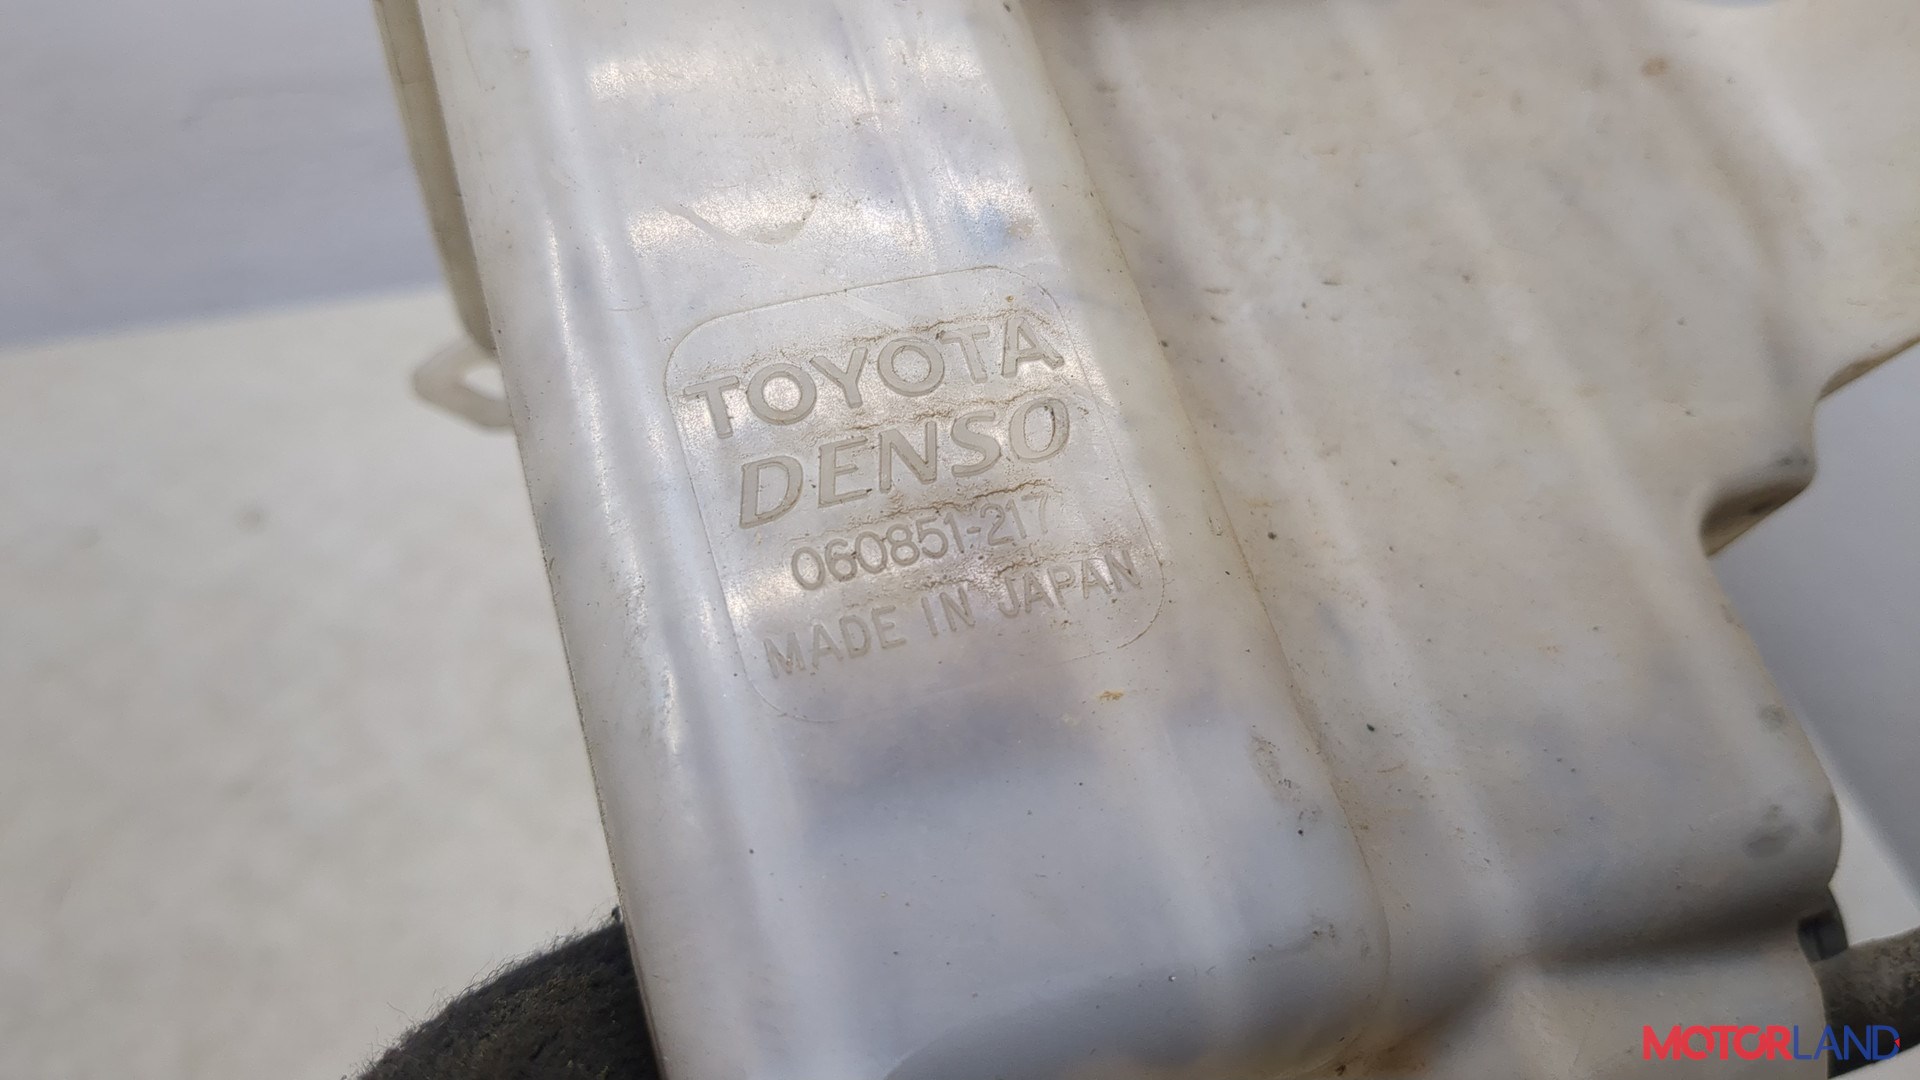 TOYOTA
DENSO
060851-217
MADE IN JAPAN
MOTORLAND